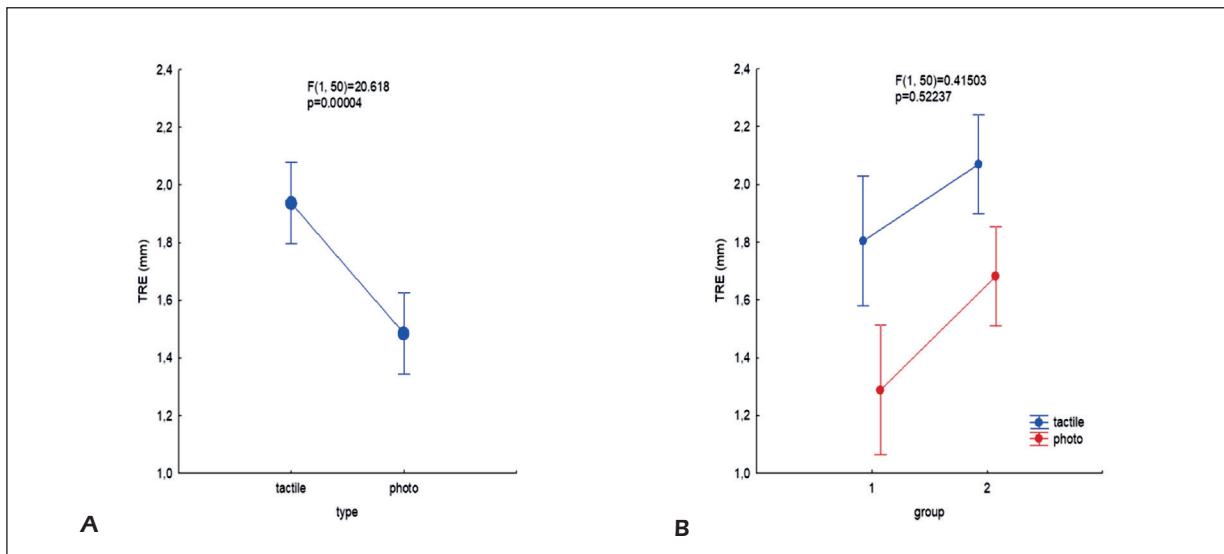 F(1, 50)=20.618
p=0.00004
TRE (mm)
2,4
2,2
2,0
1,8
1,6
1,4
1,2
1,0
tactile photo
type
A
F(1, 50)=0.41503
p=0.52237
TRE (mm)
2,4
2,2
2,0
1,8
1,6
1,4
1,2
1,0
tactile
photo
1 2
group
B